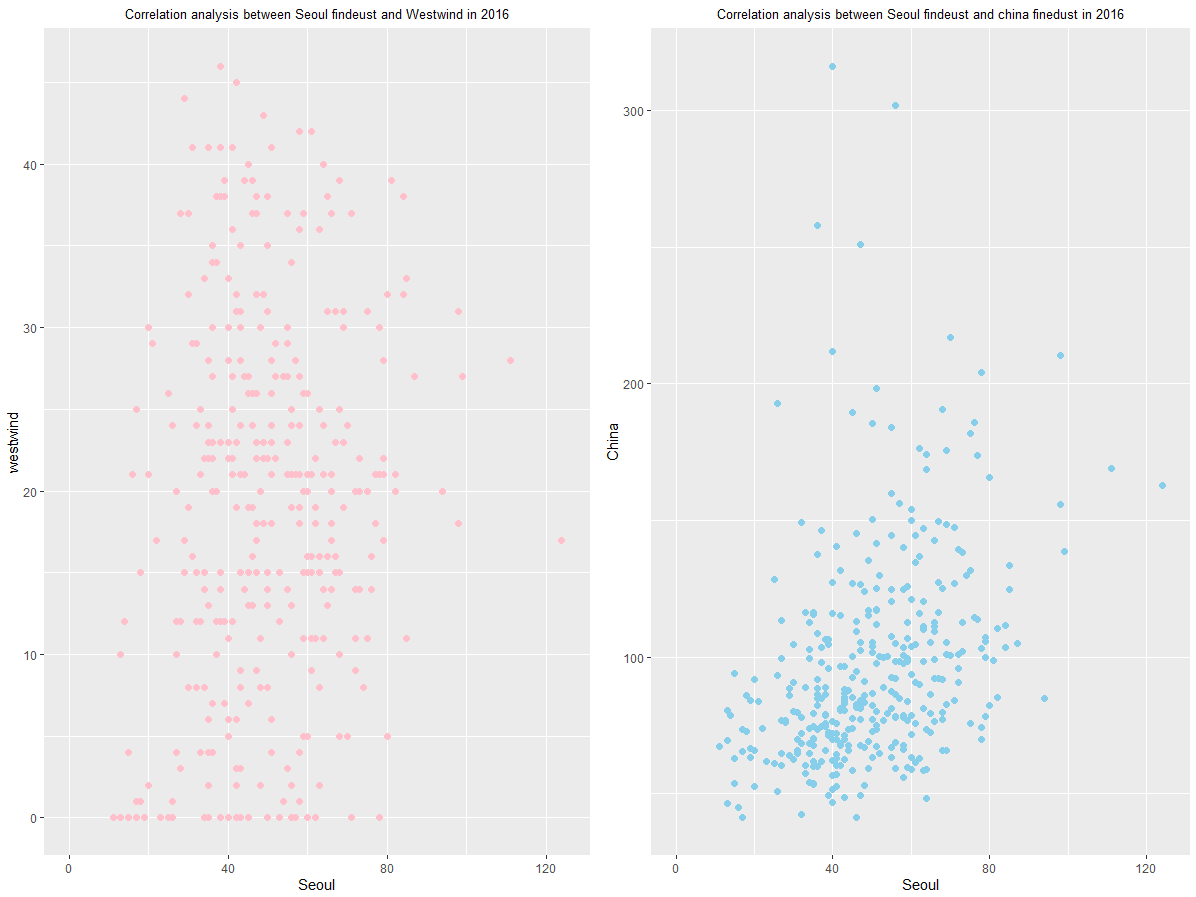 Correlation analysis between Seoul findeust and Westwind in 2016
westwind
40
30
20
10
0
0 40 80 120
Seoul
Correlation analysis between Seoul findeust and china finedust in 2016
China
300
200
100
0 40 80 120
Seoul